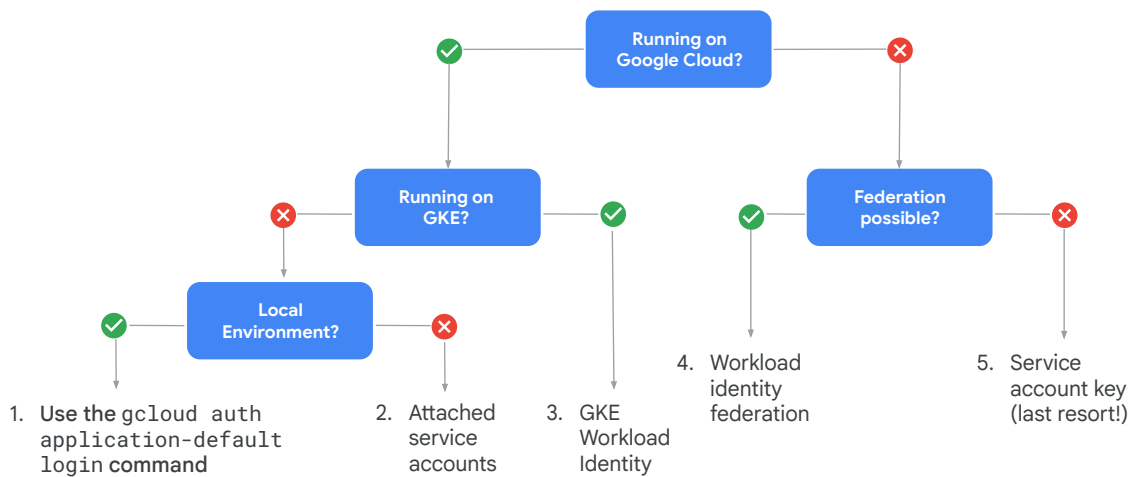 Running on
Google Cloud?
Running on
GKE?
Federation
possible?
Local
Environment?
1. Use the gcloud auth
application-default
login command
2. Attached
service
accounts
3. GKE
Workload
Identity
4. Workload
identity
federation
5. Service
account key
(last resort!)